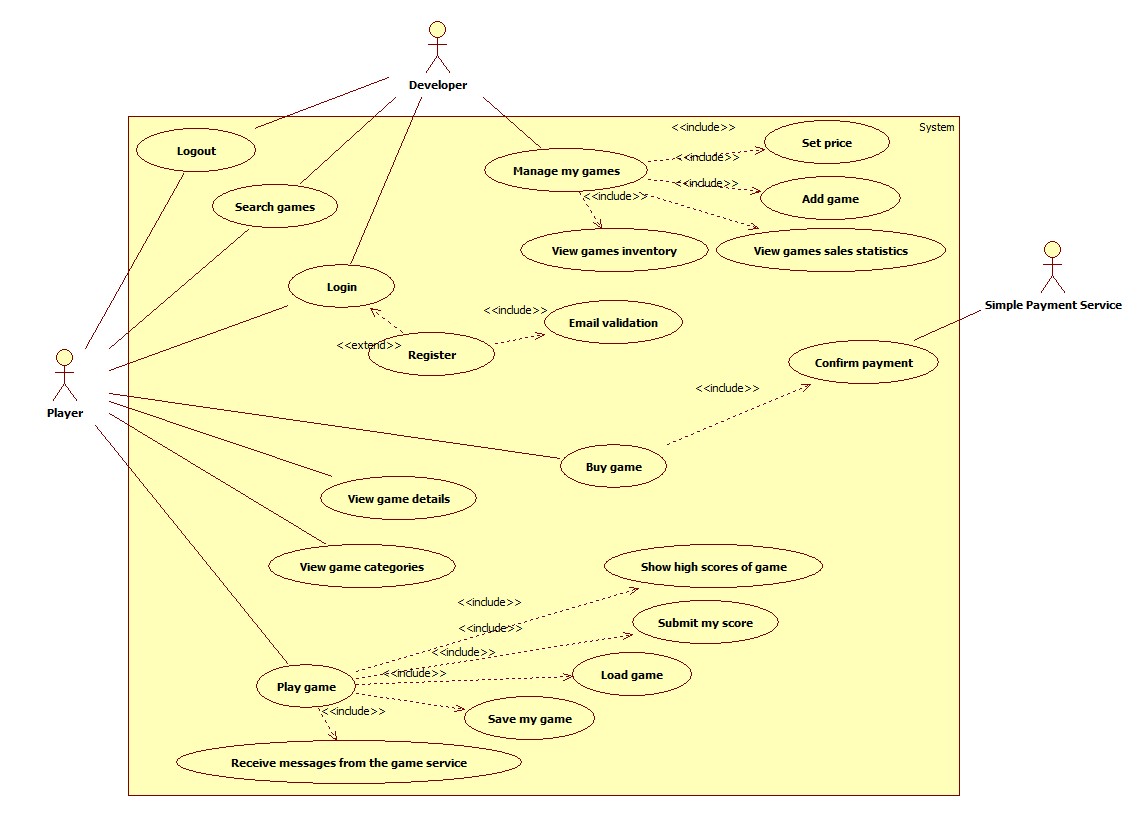 Developer
<<include>>
System
Set price
Logout
<<include>>
Manage my games
<<include>>
Add game
<<include>>
Search games
View games inventory
View games sales statistics
Login
Simple Payment Service
<<include>>
Email validation
<<extend>>
Register
Confirm payment
<<include>>
Player
Buy game
View game details
View game categories
Show high scores of game
<<include>>
<<include>>
Submit my score
<<include>>
<<include>>
Load game
Play game
<<include>>
Save my game
Receive messages from the game service